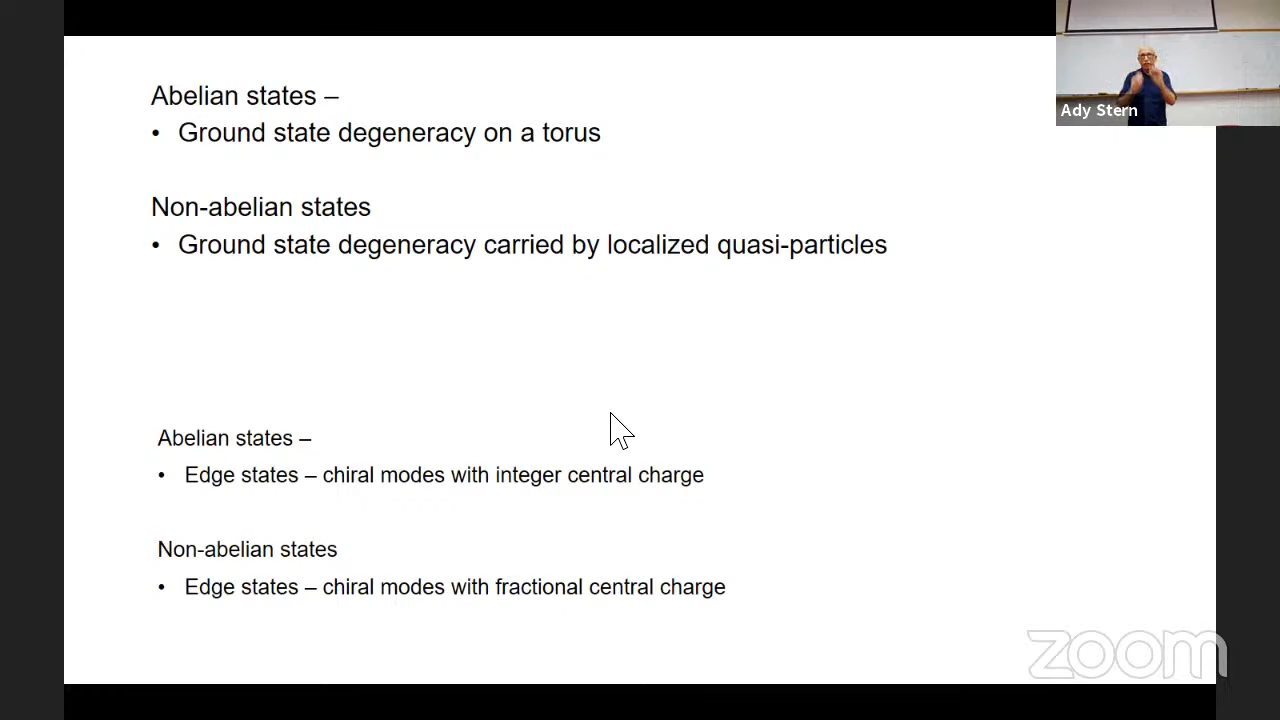 Abelian states –
• Ground state degeneracy on a torus
Non-abelian states
• Ground state degeneracy carried by localized quasi-particles
Abelian states –
• Edge states – chiral modes with integer central charge
Non-abelian states
• Edge states – chiral modes with fractional central charge
Ady Stern
zoom